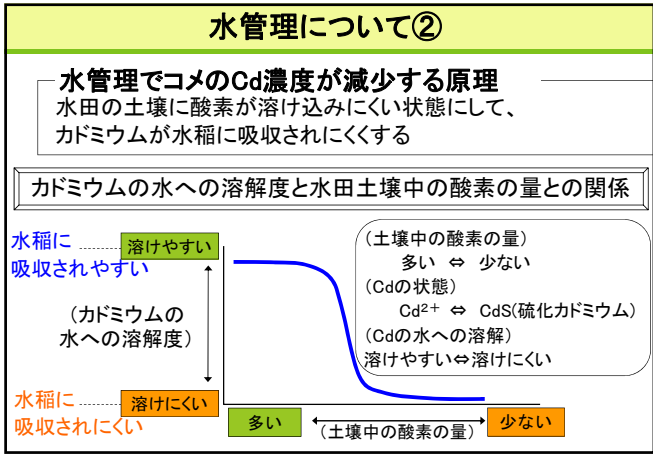 水管理について②
水管理でコメのCd濃度が減少する原理
水田の土壌に酸素が溶け込みにくい状態にして、
カドミウムが水稲に吸収されにくくする
カドミウムの水への溶解度と水田土壌中の酸素の量との関係
水稲に
吸収されやすい
溶けやすい
(カドミウムの
水への溶解度)
水稲に
吸収されにくい
溶けにくい
(土壌中の酸素の量)
多い ⇔ 少ない
(Cdの状態)
Cd²⁺ ⇔ CdS(硫化カドミウム)
(Cdの水への溶解)
溶けやすい⇔溶けにくい
多い
(土壌中の酸素の量)
少ない